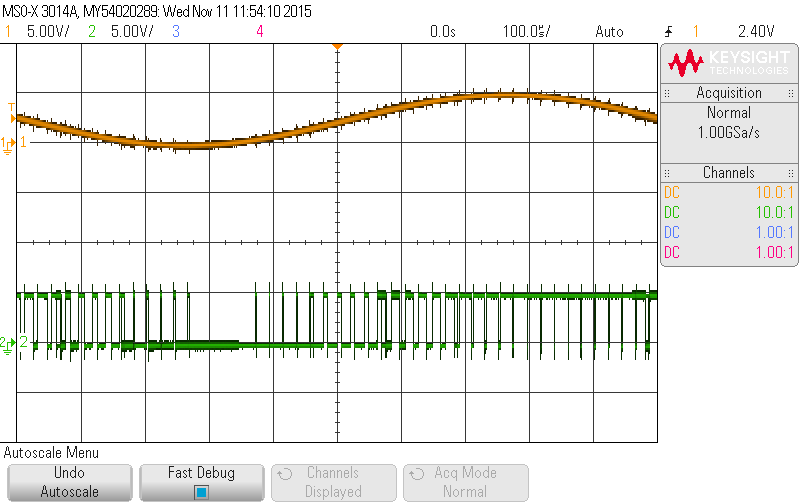 MSO-X 3014A, MY54020289: Wed Nov 11 11:54:10 2015
1 5.00V/ 2 5.00V/ 3 4 0.0s 100.0us/ Auto 1 2.40V
KEYSIGHT
TECHNOLOGIES
Acquisition
Normal
1.00GSa/s
Channels
DC 10.0:1
DC 10.0:1
DC 1.00:1
DC 1.00:1
T
1 1
2 2
Autoscale Menu
Undo
Autoscale
Fast Debug
Channels
Displayed
Acq Mode
Normal